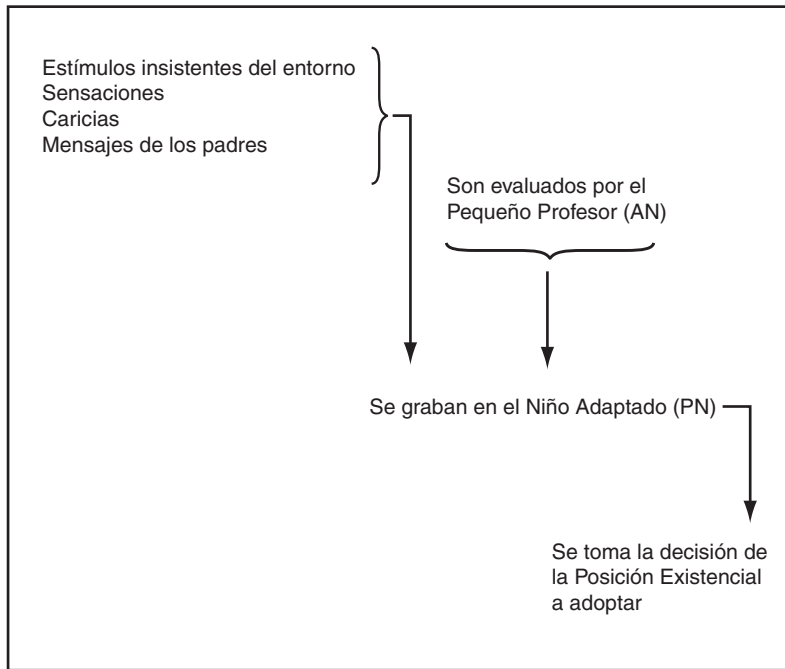 Estímulos insistentes del entorno
Sensaciones
Caricias
Mensajes de los padres
Son evaluados por el
Pequeño Profesor (AN)
Se graban en el Niño Adaptado (PN)
Se toma la decisión de
la Posición Existencial
a adoptar